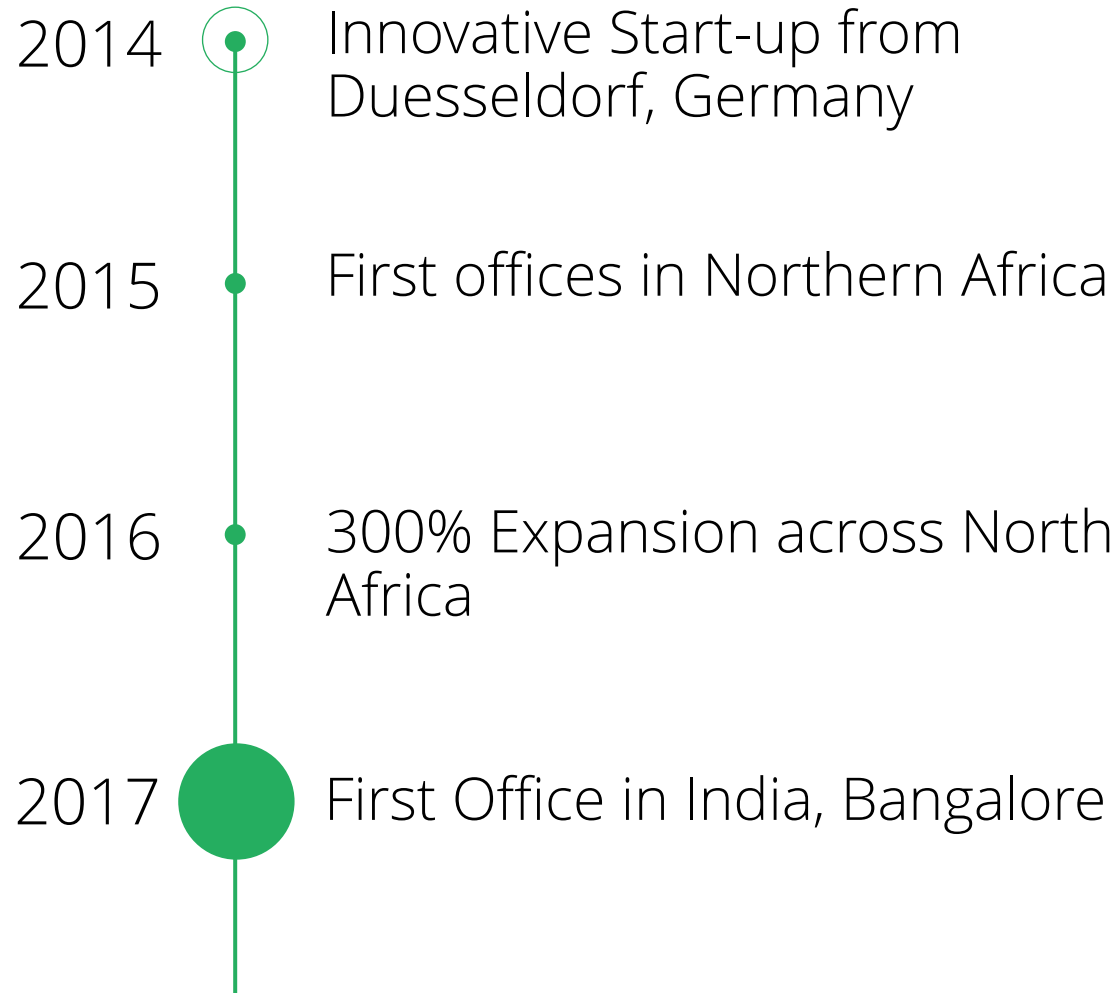 2014
Innovative Start-up from
Duesseldorf, Germany
2015
First offices in Northern Africa
2016
300% Expansion across North
Africa
2017
First Office in India, Bangalore